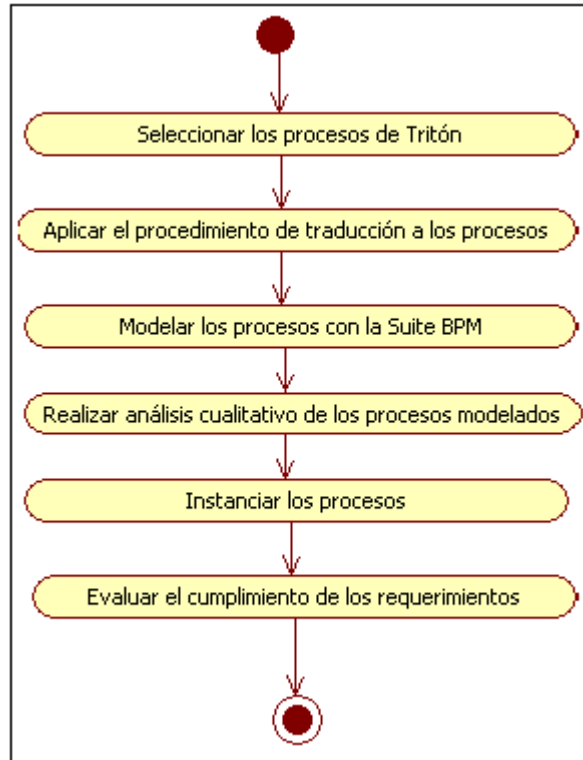 Seleccionar los procesos de Tritón
Aplicar el procedimiento de traducción a los procesos
Modelar los procesos con la Suite BPM
Realizar análisis cualitativo de los procesos modelados
Instanciar los procesos
Evaluar el cumplimiento de los requerimientos